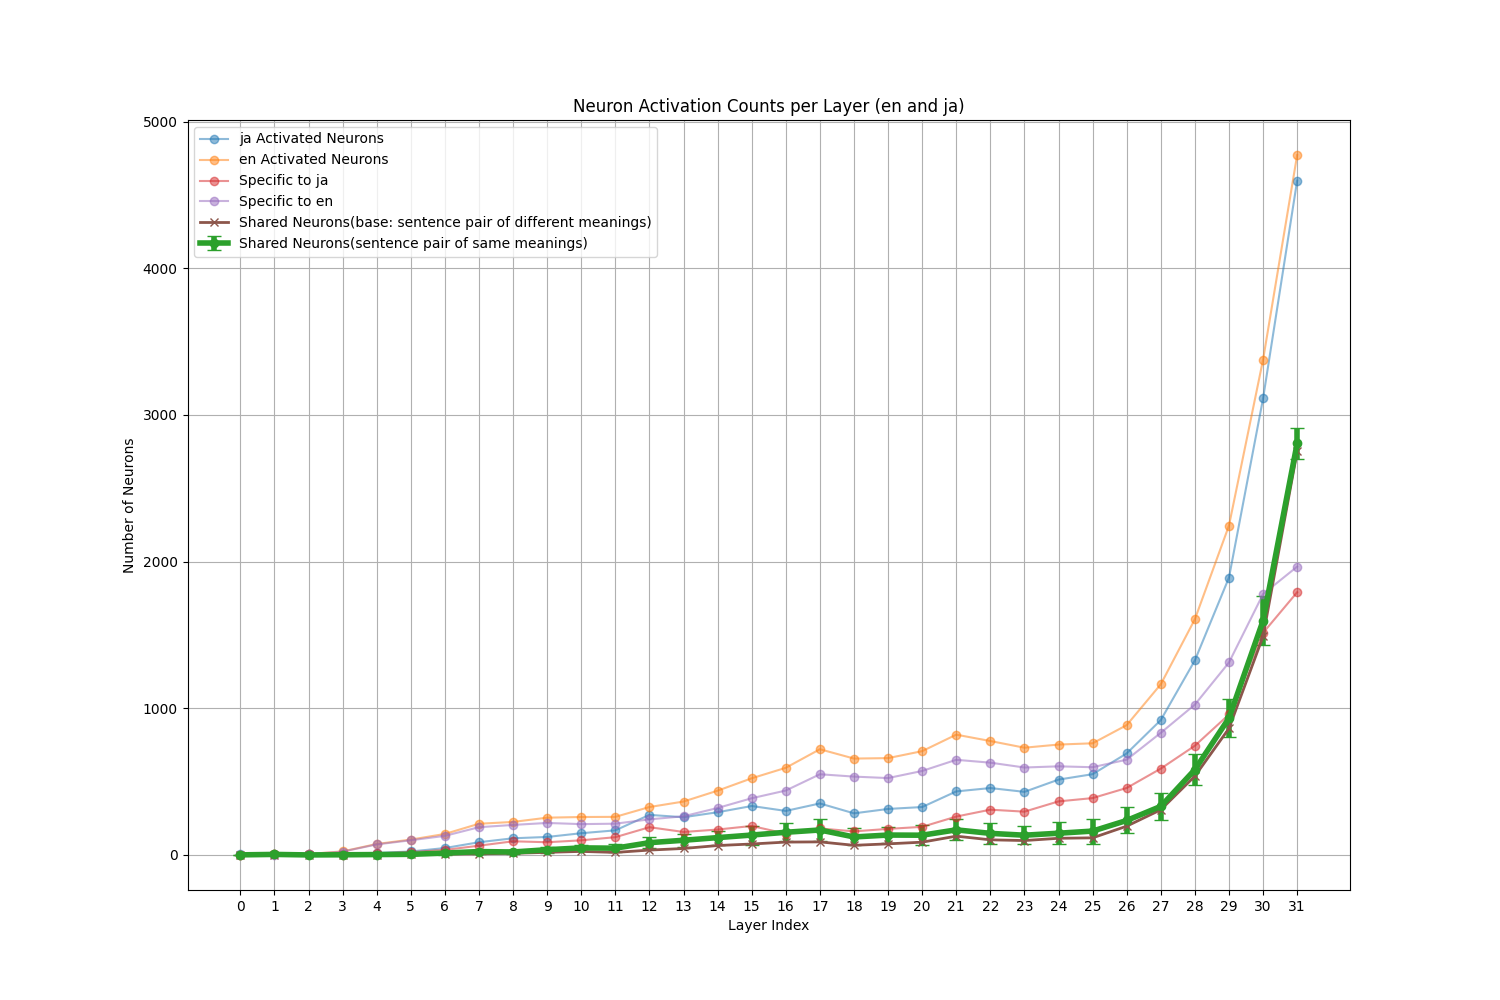 Neuron Activation Counts per Layer (en and ja)
5000
4000
3000
2000
1000
0
Number of Neurons
ja Activated Neurons
en Activated Neurons
Specific to ja
Specific to en
Shared Neurons(base: sentence pair of different meanings)
Shared Neurons(sentence pair of same meanings)
0 1 2 3 4 5 6 7 8 9 10 11 12 13 14 15 16 17 18 19 20 21 22 23 24 25 26 27 28 29 30 31
Layer Index